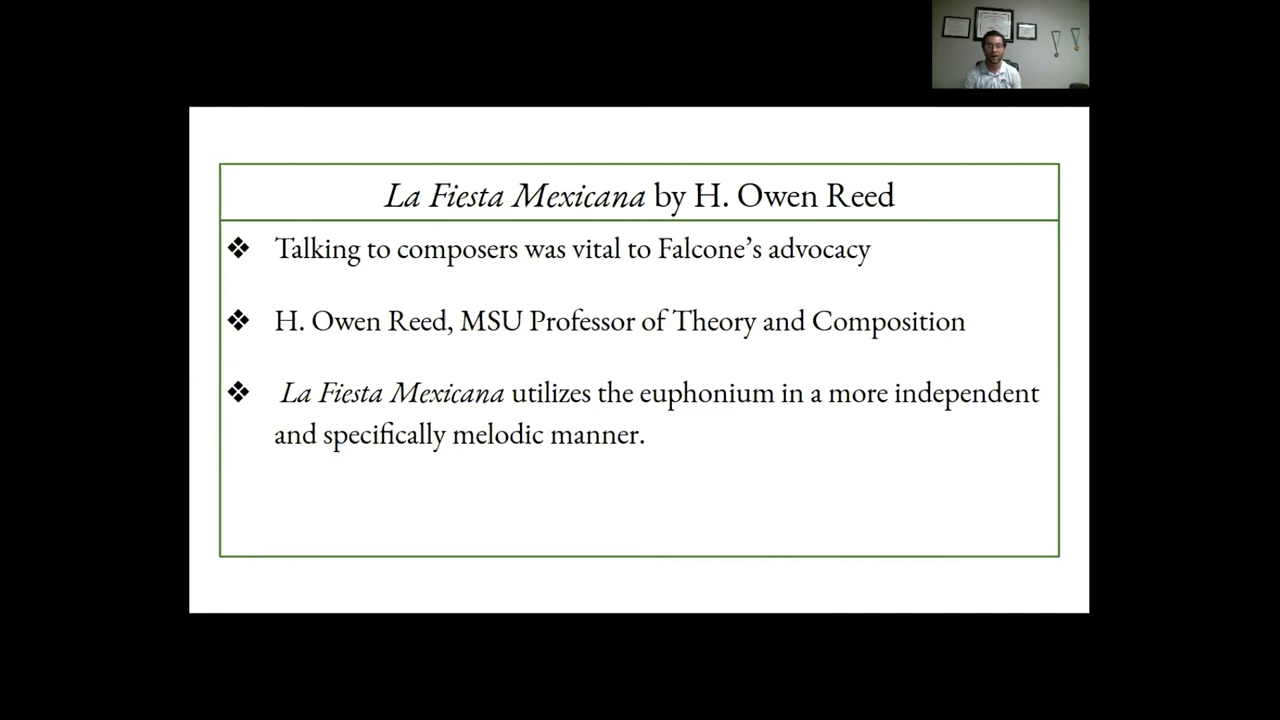 La Fiesta Mexicana by H. Owen Reed
❖ Talking to composers was vital to Falcone’s advocacy
❖ H. Owen Reed, MSU Professor of Theory and Composition
❖ La Fiesta Mexicana utilizes the euphonium in a more independent
and specifically melodic manner.